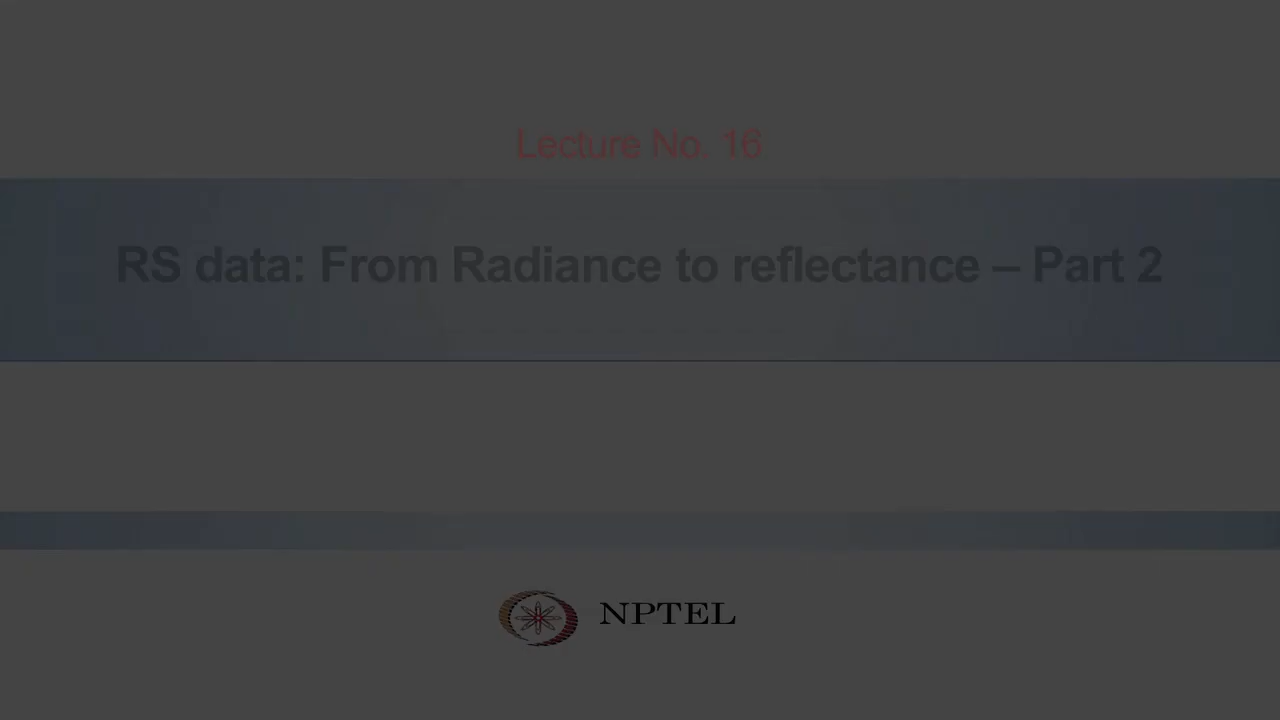 Lecture No. 16
RS data: From Radiance to reflectance – Part 2
NPTEL